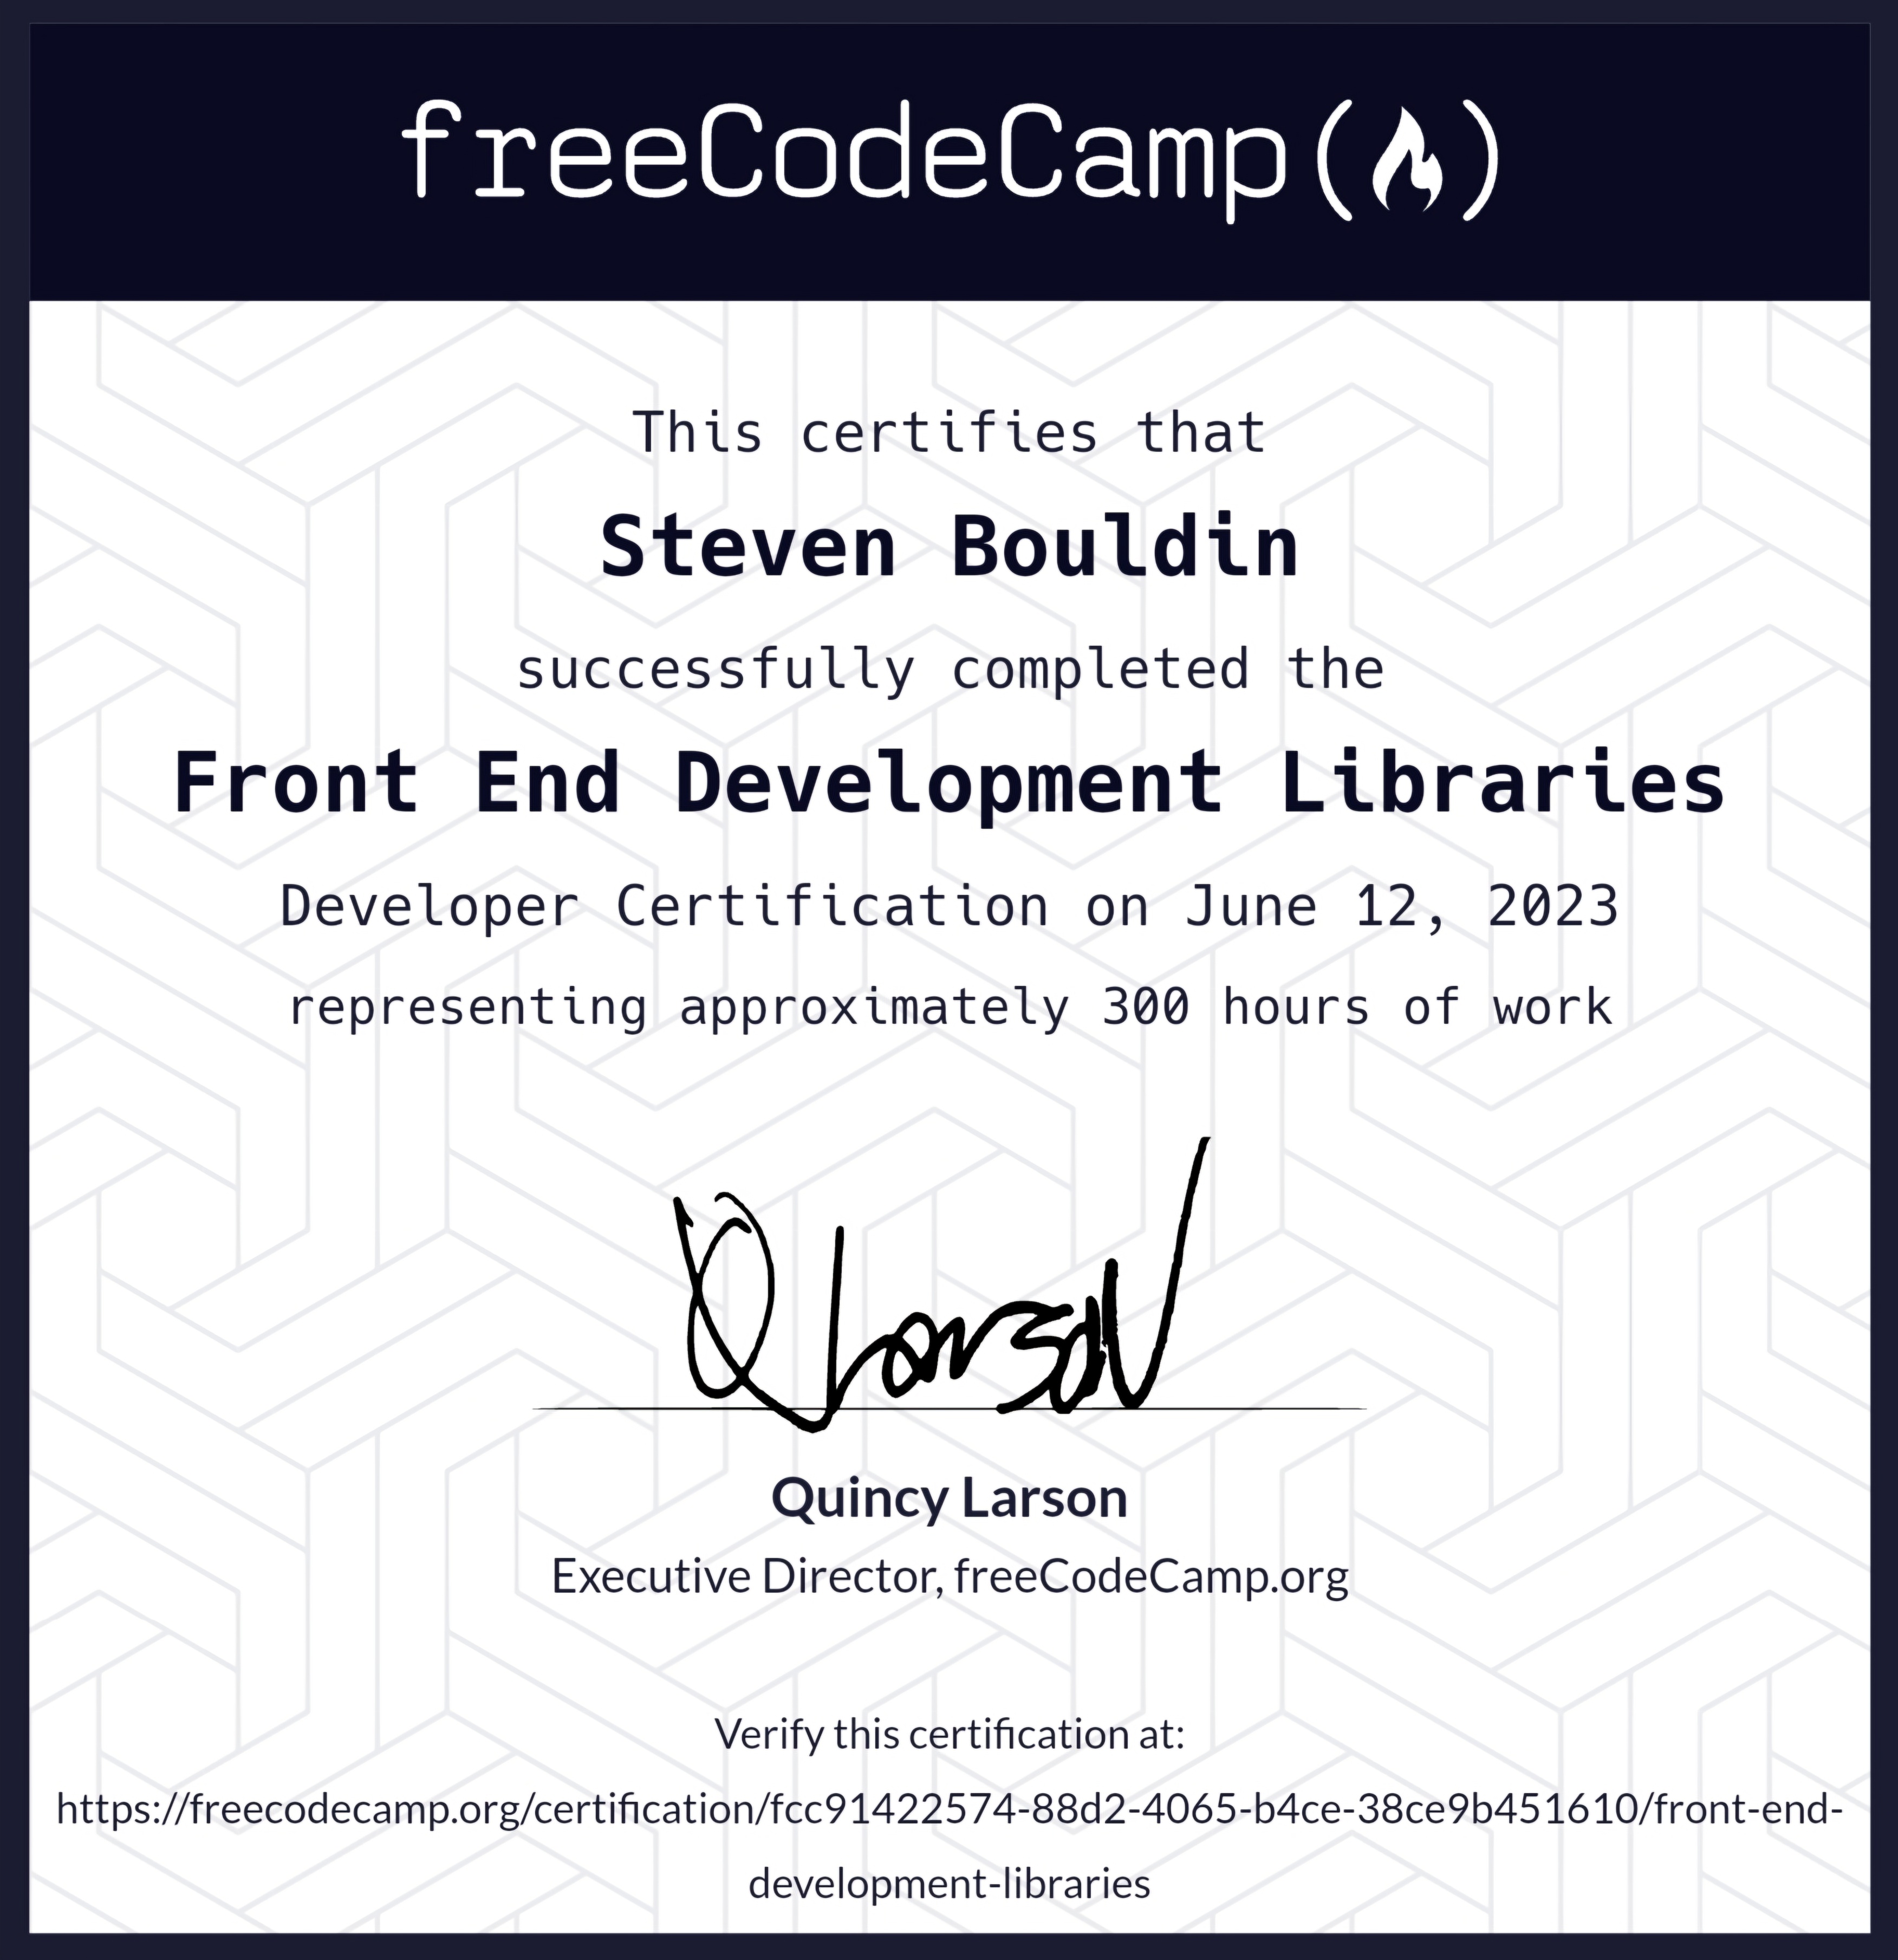 freeCodeCamp
This certifies that
Steven Bouldin
successfully completed the
Front End Development Libraries
Developer Certification on June 12, 2023
representing approximately 300 hours of work
Q Larson
Quincy Larson
Executive Director, freeCodeCamp.org
Verify this certification at:
https://freecodecamp.org/certification/fcc91422574-88d2-4065-b4ce-38ce9b451610/front-end-
development-libraries